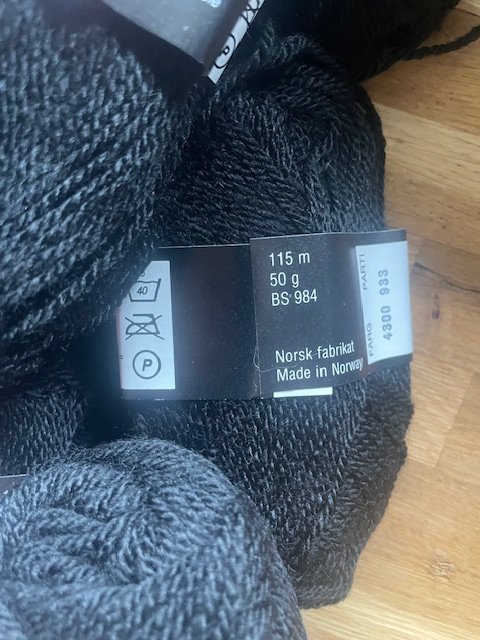 115 m
50 g
BS 984
Norsk fabrikat
Made in Norway
FARG PARTI
4300 933
40
P
P